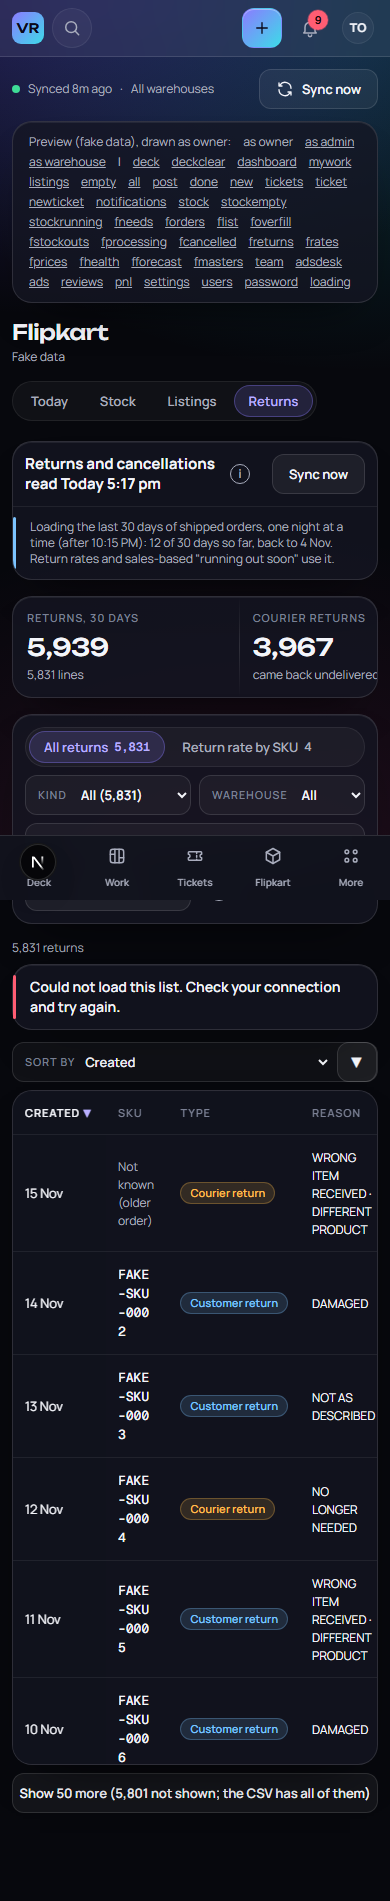 VR
9
TO
Synced 8m ago · All warehouses
Sync now
Preview (fake data), drawn as owner: as owner as admin
as warehouse | deck deckclear dashboard mywork
listings empty all post done new tickets ticket
newticket notifications stock stockempty
stockrunning fneeds forders flist foverfill
fstockouts fprocessing fcancelled freturns frates
fprices fhealth fforecast fmasters team adsdesk
ads reviews pnl settings users password loading
Flipkart
Fake data
Today Stock Listings Returns
Returns and cancellations
read Today 5:17 pm
i
Sync now
Loading the last 30 days of shipped orders, one night at a
time (after 10:15 PM): 12 of 30 days so far, back to 4 Nov.
Return rates and sales-based "running out soon" use it.
RETURNS, 30 DAYS COURIER RETURNS
5,939 3,967
5,831 lines came back undelivered
All returns 5,831 Return rate by SKU 4
KIND All (5,831) WAREHOUSE All
N
Deck Work Tickets Flipkart More
5,831 returns
Could not load this list. Check your connection
and try again.
SORT BY Created ▼
CREATED ▼ SKU TYPE REASON
15 Nov
Not
known
(older
order)
Courier return
WRONG
ITEM
RECEIVED ·
DIFFERENT
PRODUCT
14 Nov
FAKE
-SKU
-000
2
Customer return
DAMAGED
13 Nov
FAKE
-SKU
-000
3
Customer return
NOT AS
DESCRIBED
12 Nov
FAKE
-SKU
-000
4
Courier return
NO
LONGER
NEEDED
11 Nov
FAKE
-SKU
-000
5
Customer return
WRONG
ITEM
RECEIVED ·
DIFFERENT
PRODUCT
10 Nov
FAKE
-SKU
-000
6
Customer return
DAMAGED
Show 50 more (5,801 not shown; the CSV has all of them)